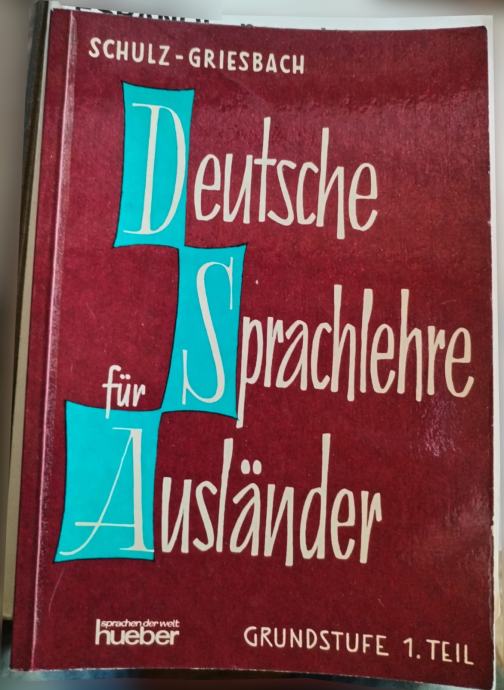 SCHULZ-GRIESBACH
Deutsche
Sprachlehre
für
Ausländer
sprachen der welt
hueber
GRUNDSTUFE 1. TEIL